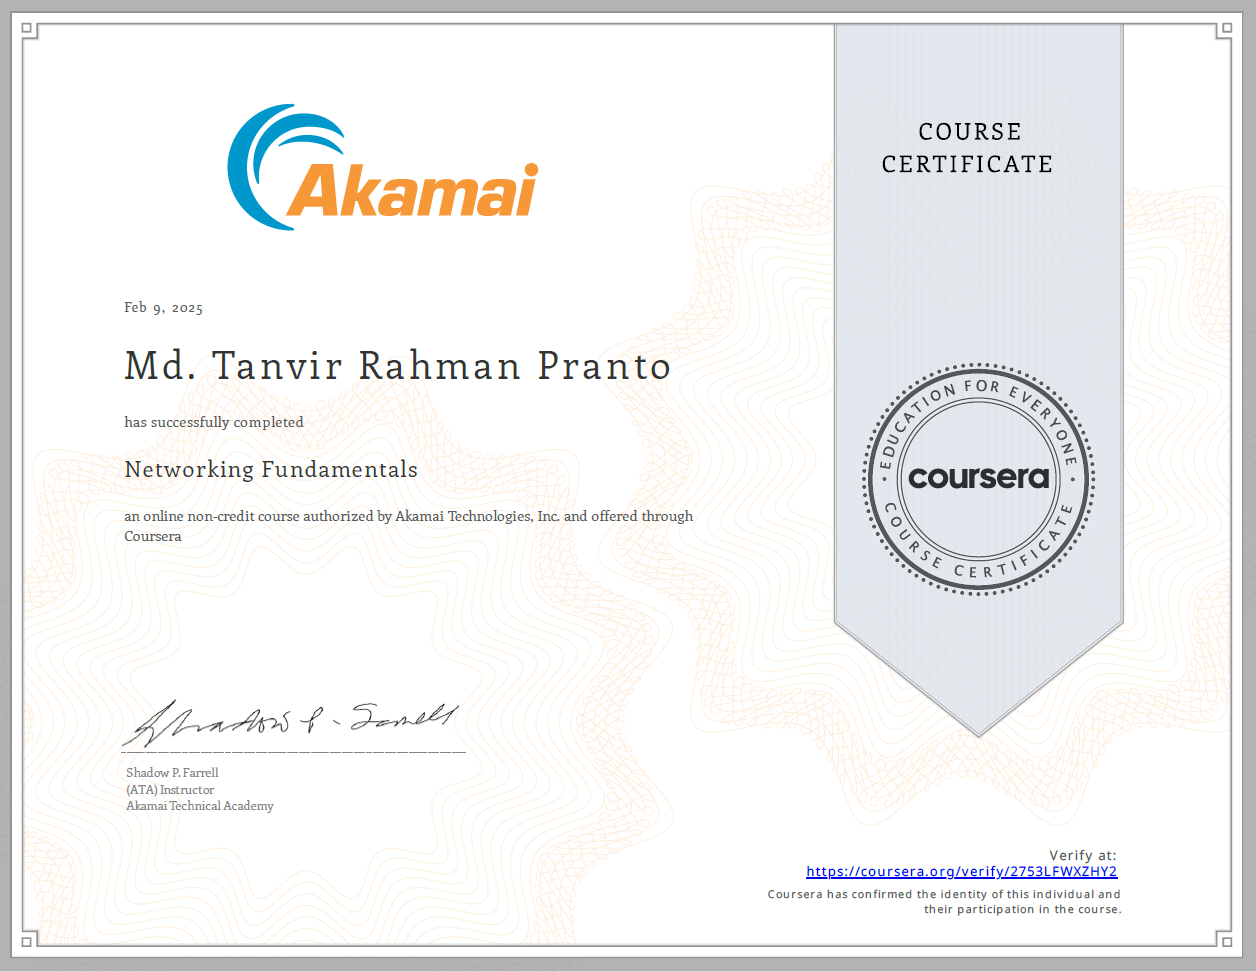 Akamai
COURSE
CERTIFICATE
Feb 9, 2025
Md. Tanvir Rahman Pranto
has successfully completed
Networking Fundamentals
an online non-credit course authorized by Akamai Technologies, Inc. and offered through
Coursera
EDUCATION FOR EVERYONE
coursera
COURSE CERTIFICATE
Shadow P. Farrell
Shadow P. Farrell
(ATA) Instructor
Akamai Technical Academy
Verify at:
https://coursera.org/verify/2753LFWXZHY2
Coursera has confirmed the identity of this individual and
their participation in the course.